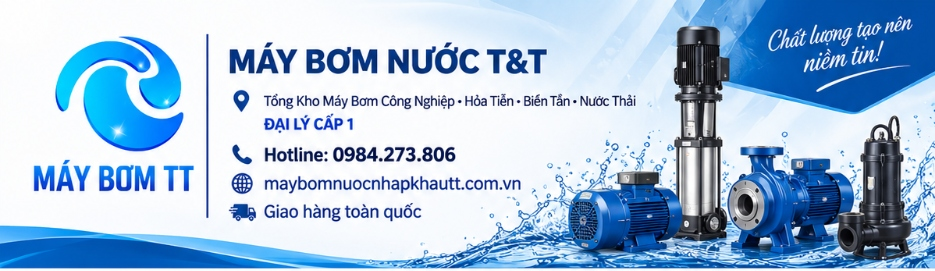 MÁY BƠM TT
MÁY BƠM NƯỚC T&T
Tổng Kho Máy Bơm Công Nghiệp • Hỏa Tiễn • Biến Tần • Nước Thải
ĐẠI LÝ CẤP 1
Hotline: 0984.273.806
maybomnuocnhapkhautt.com.vn
Giao hàng toàn quốc
Chất lượng tạo nên
niềm tin!